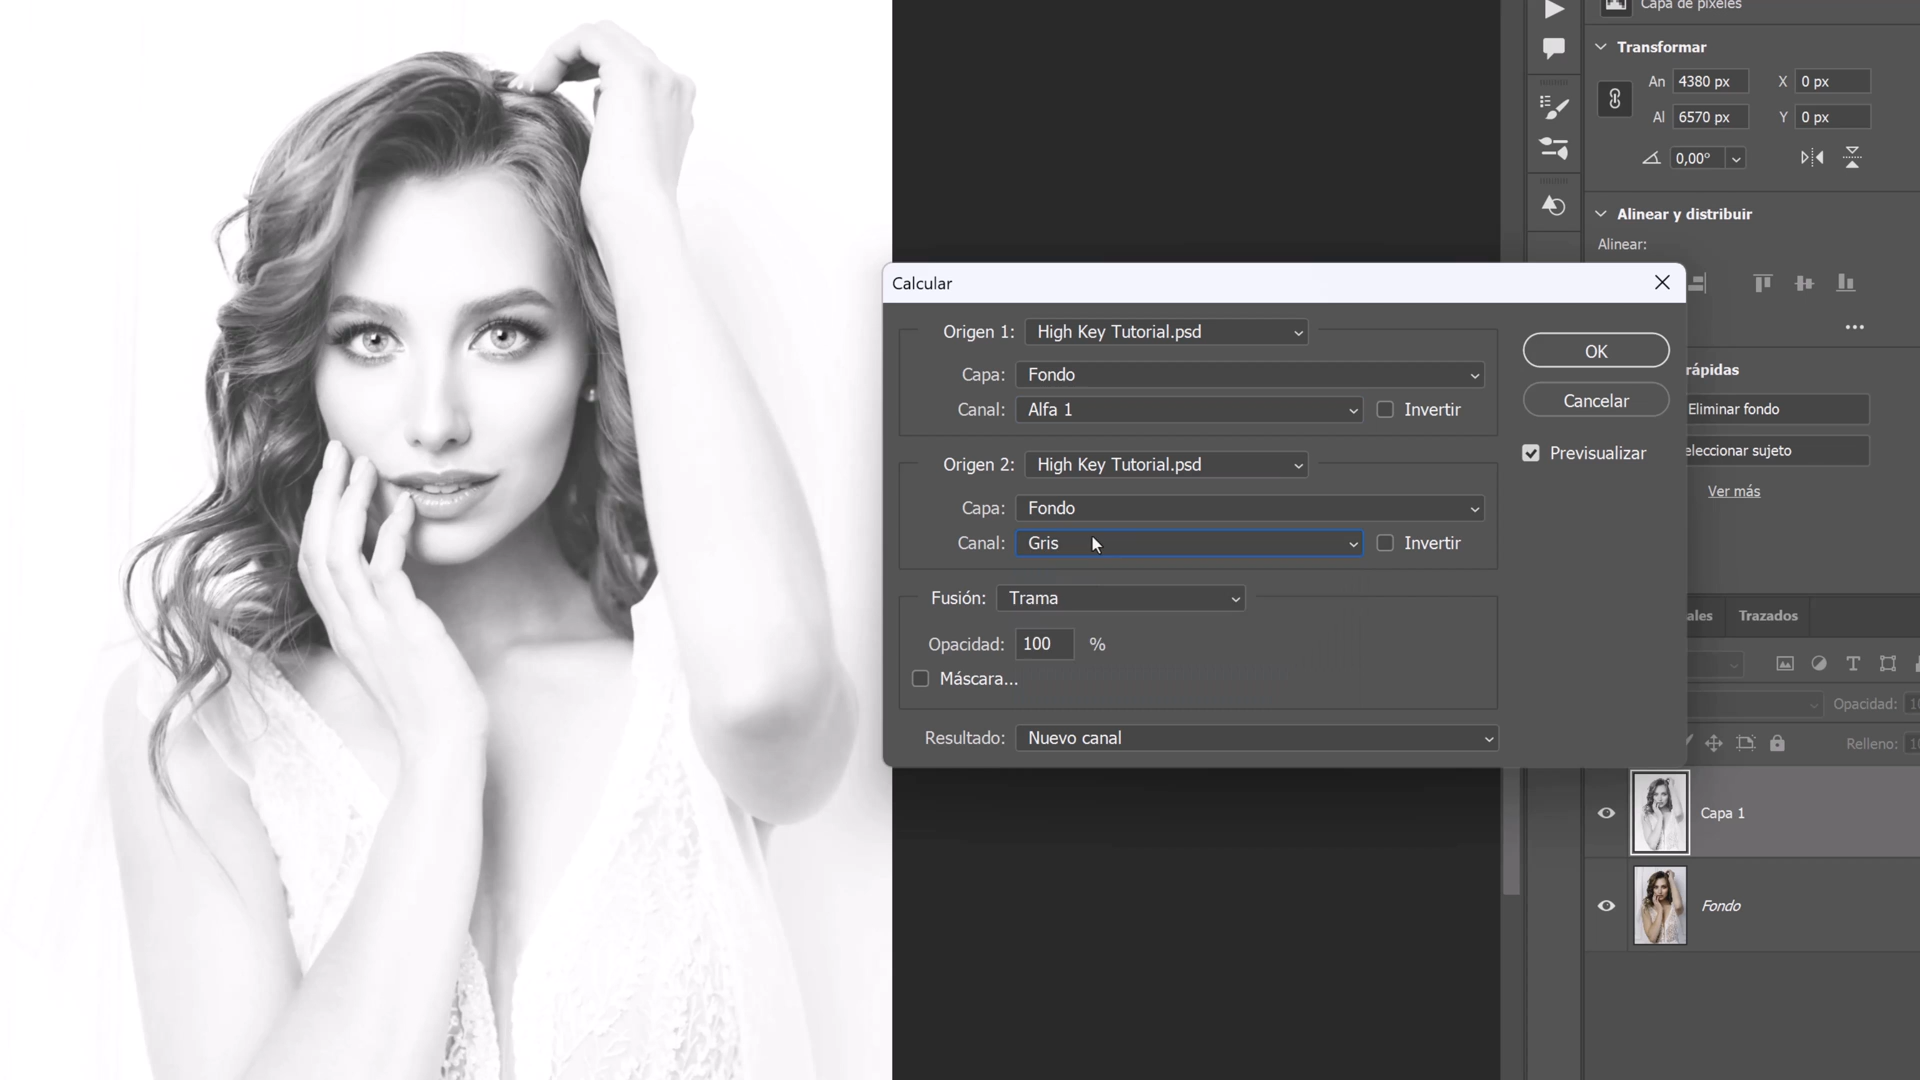 Capa de píxeles
Transformar
An 4380 px X 0 px
Al 6570 px Y 0 px
0,00°
Alinear y distribuir
Alinear:
Calcular
Origen 1: High Key Tutorial.psd
Capa: Fondo
Canal: Alfa 1 Invertir
OK
Cancelar
Previsualizar
Origen 2: High Key Tutorial.psd
Capa: Fondo
Canal: Gris Invertir
Fusión: Trama
Opacidad: 100 %
Máscara...
Resultado: Nuevo canal
rápidas
Eliminar fondo
eleccionar sujeto
Ver más
ales Trazados
Opacidad: 10
Relleno: 10
Capa 1
Fondo